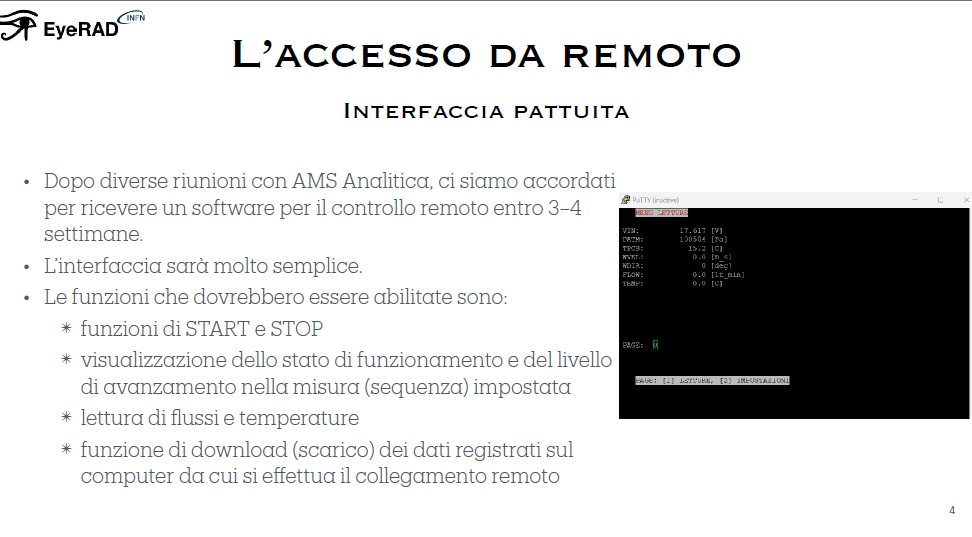 EyeRAD INFN
L'ACCESSO DA REMOTO
INTERFACCIA PATTUITA
• Dopo diverse riunioni con AMS Analitica, ci siamo accordati
per ricevere un software per il controllo remoto entro 3–4
settimane.
• L'interfaccia sarà molto semplice.
• Le funzioni che dovrebbero essere abilitate sono:
✴ funzioni di START e STOP
✴ visualizzazione dello stato di funzionamento e del livello
di avanzamento nella misura (sequenza) impostata
✴ lettura di flussi e temperature
✴ funzione di download (scarico) dei dati registrati sul
computer da cui si effettua il collegamento remoto
PuTTY (inactive)
MENU LETTURE
VIN: 17.617 [V]
PATM: 100504 [Pa]
TPCB: 15.2 [C]
WVEL: 0.0 [m_s]
WDIR: 0 [deg]
FLOW: 0.0 [lt_min]
TEMP: 0.0 [C]
PAGE: 0
PAGE: [1] LETTURE, [2] IMPOSTAZIONI
4